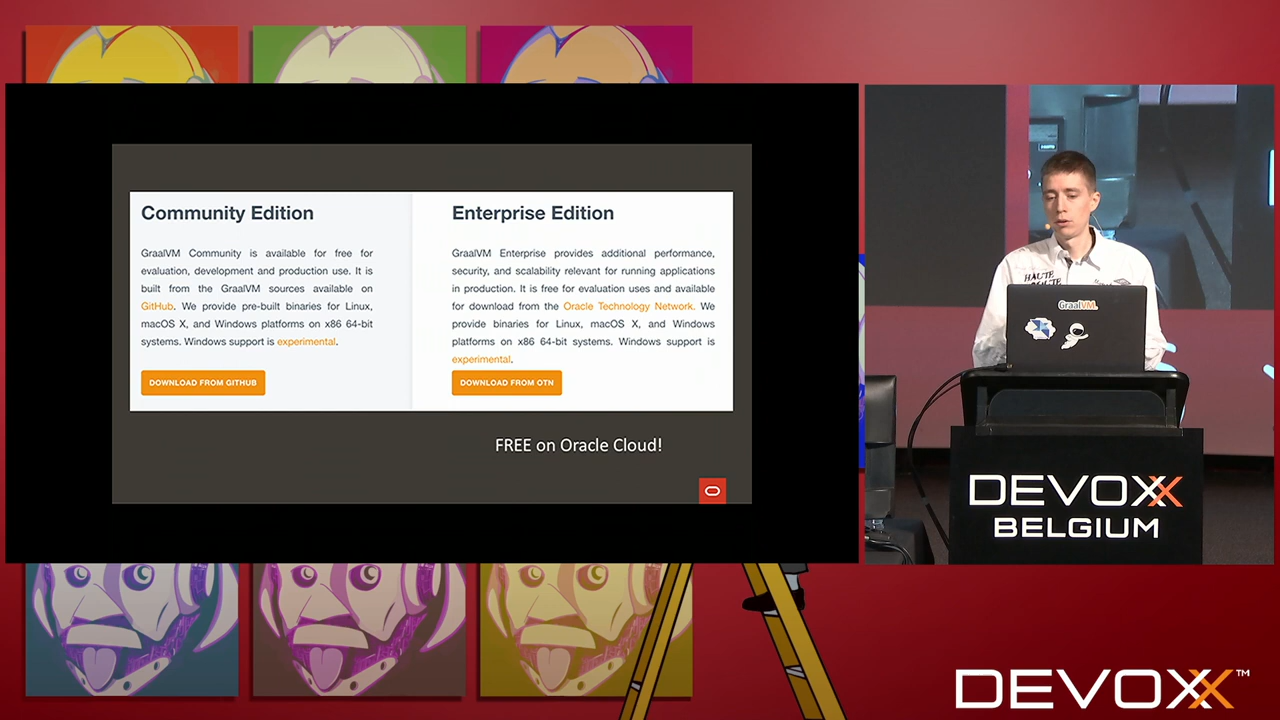 Community Edition
GraalVM Community is available for free for
evaluation, development and production use. It is
built from the GraalVM sources available on
GitHub. We provide pre-built binaries for Linux,
macOS X, and Windows platforms on x86 64-bit
systems. Windows support is experimental.
DOWNLOAD FROM GITHUB
Enterprise Edition
GraalVM Enterprise provides additional performance,
security, and scalability relevant for running applications
in production. It is free for evaluation uses and available
for download from the Oracle Technology Network. We
provide binaries for Linux, macOS X, and Windows
platforms on x86 64-bit systems. Windows support is
experimental.
DOWNLOAD FROM OTN
FREE on Oracle Cloud!
HAUTE
GraalVM.
DEVOXX
BELGIUM
DEVOXX™